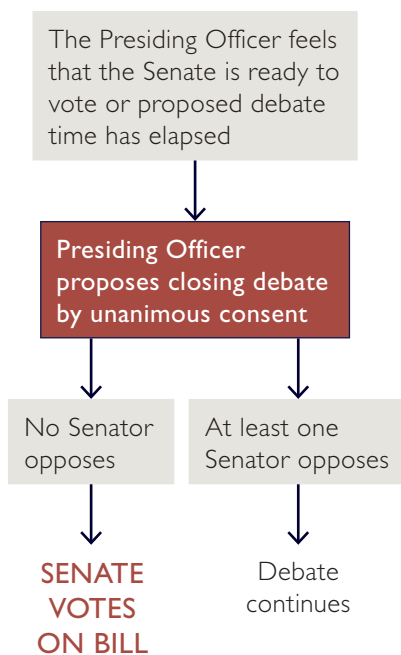 The Presiding Officer feels
that the Senate is ready to
vote or proposed debate
time has elapsed
Presiding Officer
proposes closing debate
by unanimous consent
No Senator
opposes
At least one
Senator opposes
SENATE
VOTES
ON BILL
Debate
continues